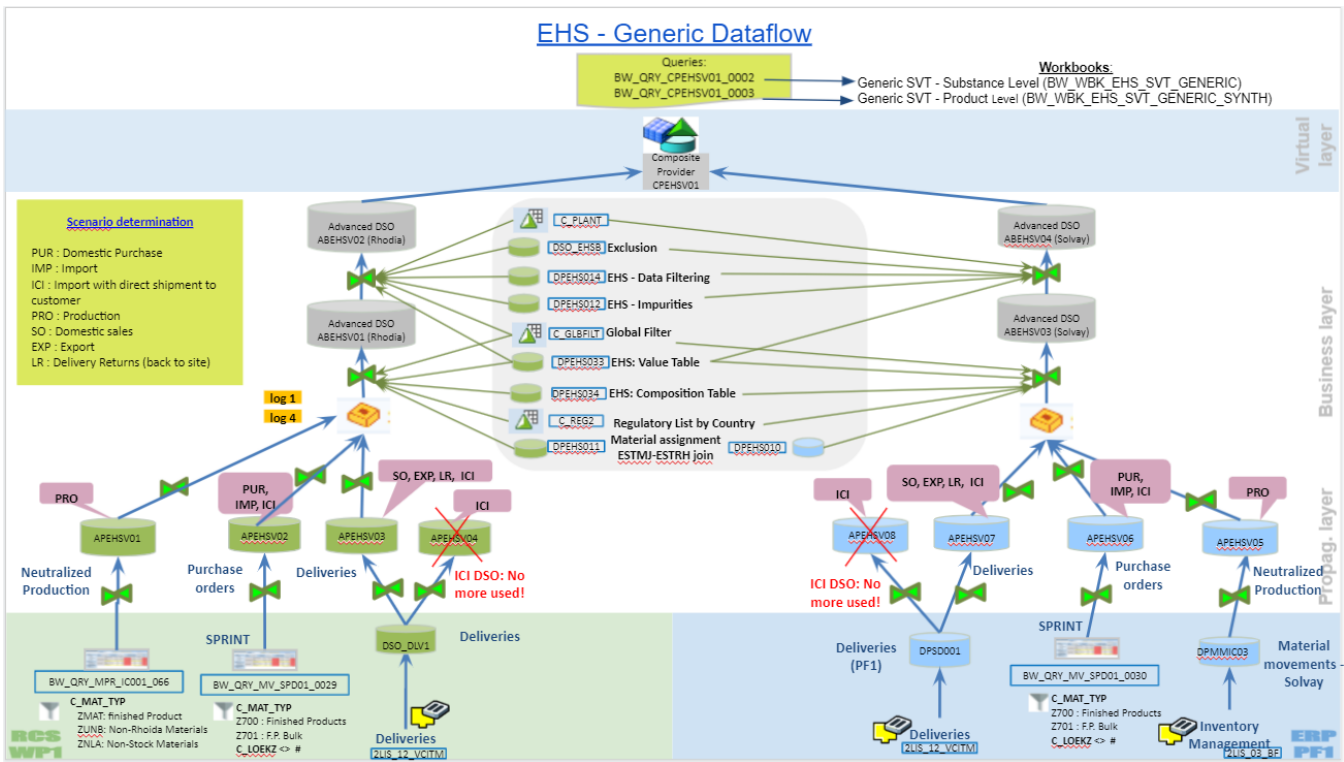 EHS - Generic Dataflow
Queries:
BW_QRY_CPEHSV01_0002
BW_QRY_CPEHSV01_0003
Workbooks:
Generic SVT - Substance Level (BW_WBK_EHS_SVT_GENERIC)
Generic SVT - Product Level (BW_WBK_EHS_SVT_GENERIC_SYNTH)
Virtual
layer
Composite
Provider
CPEHSV01
Scenario determination
PUR : Domestic Purchase
IMP : Import
ICI : Import with direct shipment to
customer
PRO : Production
SO : Domestic sales
EXP : Export
LR : Delivery Returns (back to site)
Advanced DSO
ABEHSV02 (Rhodia)
Advanced DSO
ABEHSV01 (Rhodia)
C_PLANT
DSO_EHSB Exclusion
DPEHS014 EHS - Data Filtering
DPEHS012 EHS - Impurities
C_GLBFILT Global Filter
DPEHS033 EHS: Value Table
DPEHS034 EHS: Composition Table
C_REG2 Regulatory List by Country
DPEHS011 Material assignment
ESTMJ-ESTRH join DPEHS010
Advanced DSO
ABEHSV04 (Solvay)
Advanced DSO
ABEHSV03 (Solvay)
Business layer
log 1
log 4
PRO
PUR,
IMP, ICI
SO, EXP, LR, ICI
ICI
APEHSV01
APEHSV02
APEHSV03
APEHSV04
Neutralized
Production
Purchase
orders
Deliveries
ICI DSO: No
more used!
ICI
SO, EXP, LR, ICI
PUR,
IMP, ICI
PRO
APEHSV08
APEHSV07
APEHSV06
APEHSV05
ICI DSO: No
more used!
Deliveries
Purchase
orders
Neutralized
Production
Propag. layer
SPRINT
DSO_DLV1
Deliveries
BW_QRY_MPR_IC001_066
BW_QRY_MV_SPD01_0029
C_MAT_TYP
ZMAT: finished Product
ZUNB: Non-Rhoida Materials
ZNLA: Non-Stock Materials
C_MAT_TYP
Z700 : Finished Products
Z701 : F.P. Bulk
C_LOEKZ <> #
Deliveries
2LIS_12_VCITM
RCS
WP1
Deliveries
(PF1)
DPSD001
SPRINT
DPMMIC03
Material
movements -
Solvay
BW_QRY_MV_SPD01_0030
C_MAT_TYP
Z700 : Finished Products
Z701 : F.P. Bulk
C_LOEKZ <> #
Deliveries
2LIS_12_VCITM
Inventory
Management
2LIS_03_BF
ERP
PF1